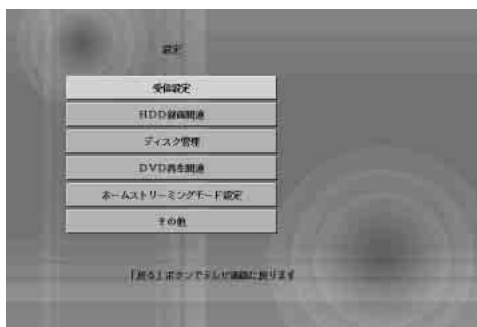 設定
受信設定
HDD録画関連
ディスク管理
DVD再生関連
ホームストリーミングモード設定
その他
「戻る」ボタンでテレビ画面に戻ります